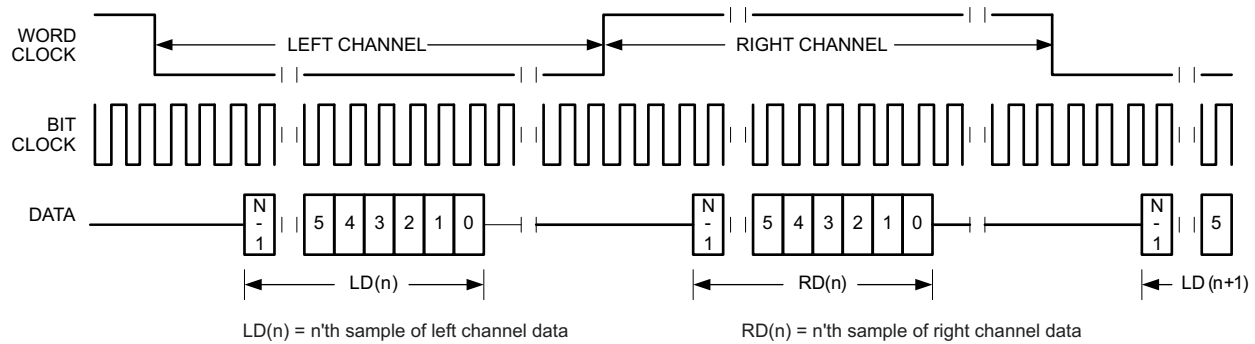 WORD
CLOCK
LEFT CHANNEL
RIGHT CHANNEL
BIT
CLOCK
DATA
N
-
1
5 4 3 2 1 0
N
-
1
5 4 3 2 1 0
N
-
1
5
LD(n)
RD(n)
LD (n+1)
LD(n) = n'th sample of left channel data
RD(n) = n'th sample of right channel data